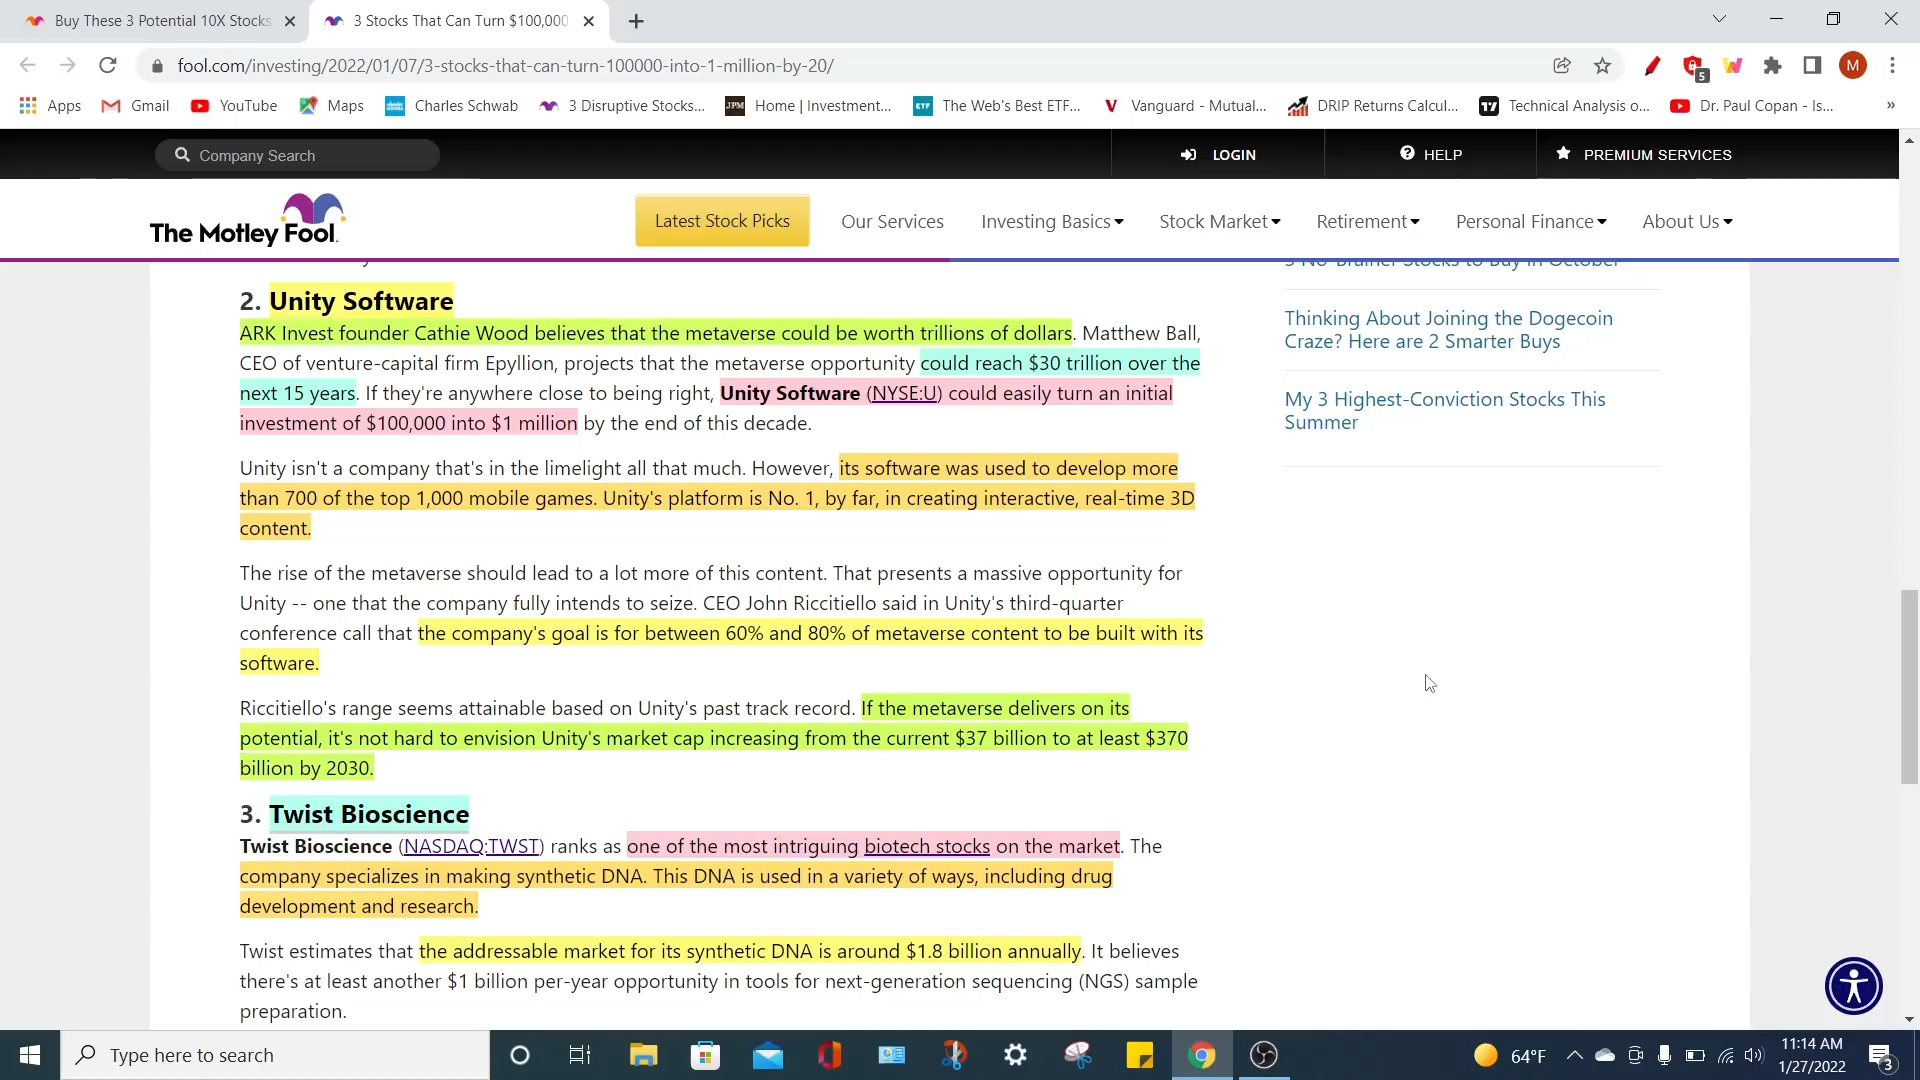 Buy These 3 Potential 10X Stocks
3 Stocks That Can Turn $100,000
fool.com/investing/2022/01/07/3-stocks-that-can-turn-100000-into-1-million-by-20/
5
M
Apps Gmail YouTube Maps Charles Schwab 3 Disruptive Stocks... JPM Home | Investment... ETF The Web's Best ETF... V Vanguard - Mutual... DRIP Returns Calcul... Technical Analysis o... Dr. Paul Copan - Is... »
Company Search LOGIN HELP PREMIUM SERVICES
The Motley Fool. Latest Stock Picks Our Services Investing Basics Stock Market Retirement Personal Finance About Us
3 No-Brainer Stocks to Buy in October
2. Unity Software
ARK Invest founder Cathie Wood believes that the metaverse could be worth trillions of dollars. Matthew Ball,
CEO of venture-capital firm Epyllion, projects that the metaverse opportunity could reach $30 trillion over the
next 15 years. If they're anywhere close to being right, Unity Software (NYSE:U) could easily turn an initial
investment of $100,000 into $1 million by the end of this decade.
Unity isn't a company that's in the limelight all that much. However, its software was used to develop more
than 700 of the top 1,000 mobile games. Unity's platform is No. 1, by far, in creating interactive, real-time 3D
content.
The rise of the metaverse should lead to a lot more of this content. That presents a massive opportunity for
Unity -- one that the company fully intends to seize. CEO John Riccitiello said in Unity's third-quarter
conference call that the company's goal is for between 60% and 80% of metaverse content to be built with its
software.
Riccitiello's range seems attainable based on Unity's past track record. If the metaverse delivers on its
potential, it's not hard to envision Unity's market cap increasing from the current $37 billion to at least $370
billion by 2030.
3. Twist Bioscience
Twist Bioscience (NASDAQ:TWST) ranks as one of the most intriguing biotech stocks on the market. The
company specializes in making synthetic DNA. This DNA is used in a variety of ways, including drug
development and research.
Twist estimates that the addressable market for its synthetic DNA is around $1.8 billion annually. It believes
there's at least another $1 billion per-year opportunity in tools for next-generation sequencing (NGS) sample
preparation.
Thinking About Joining the Dogecoin
Craze? Here are 2 Smarter Buys
My 3 Highest-Conviction Stocks This
Summer
Type here to search
64°F
11:14 AM
1/27/2022
3